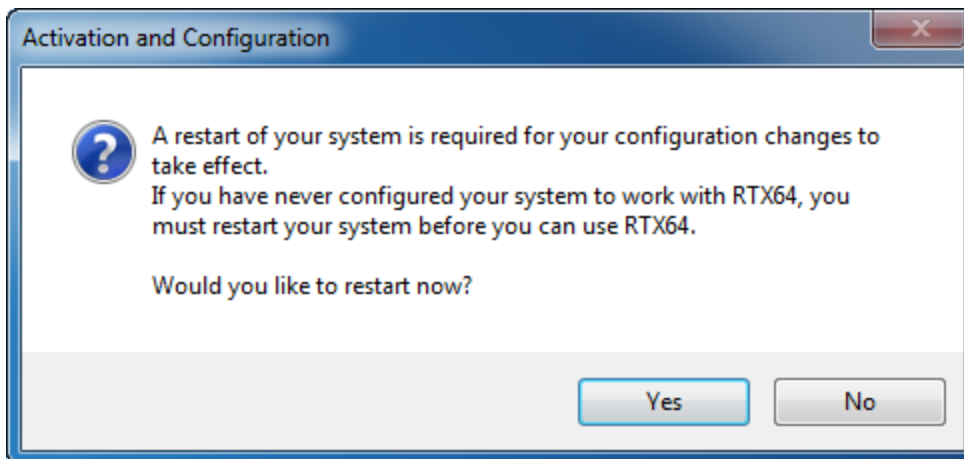 Activation and Configuration
A restart of your system is required for your configuration changes to
take effect.
If you have never configured your system to work with RTX64, you
must restart your system before you can use RTX64.
Would you like to restart now?
Yes No